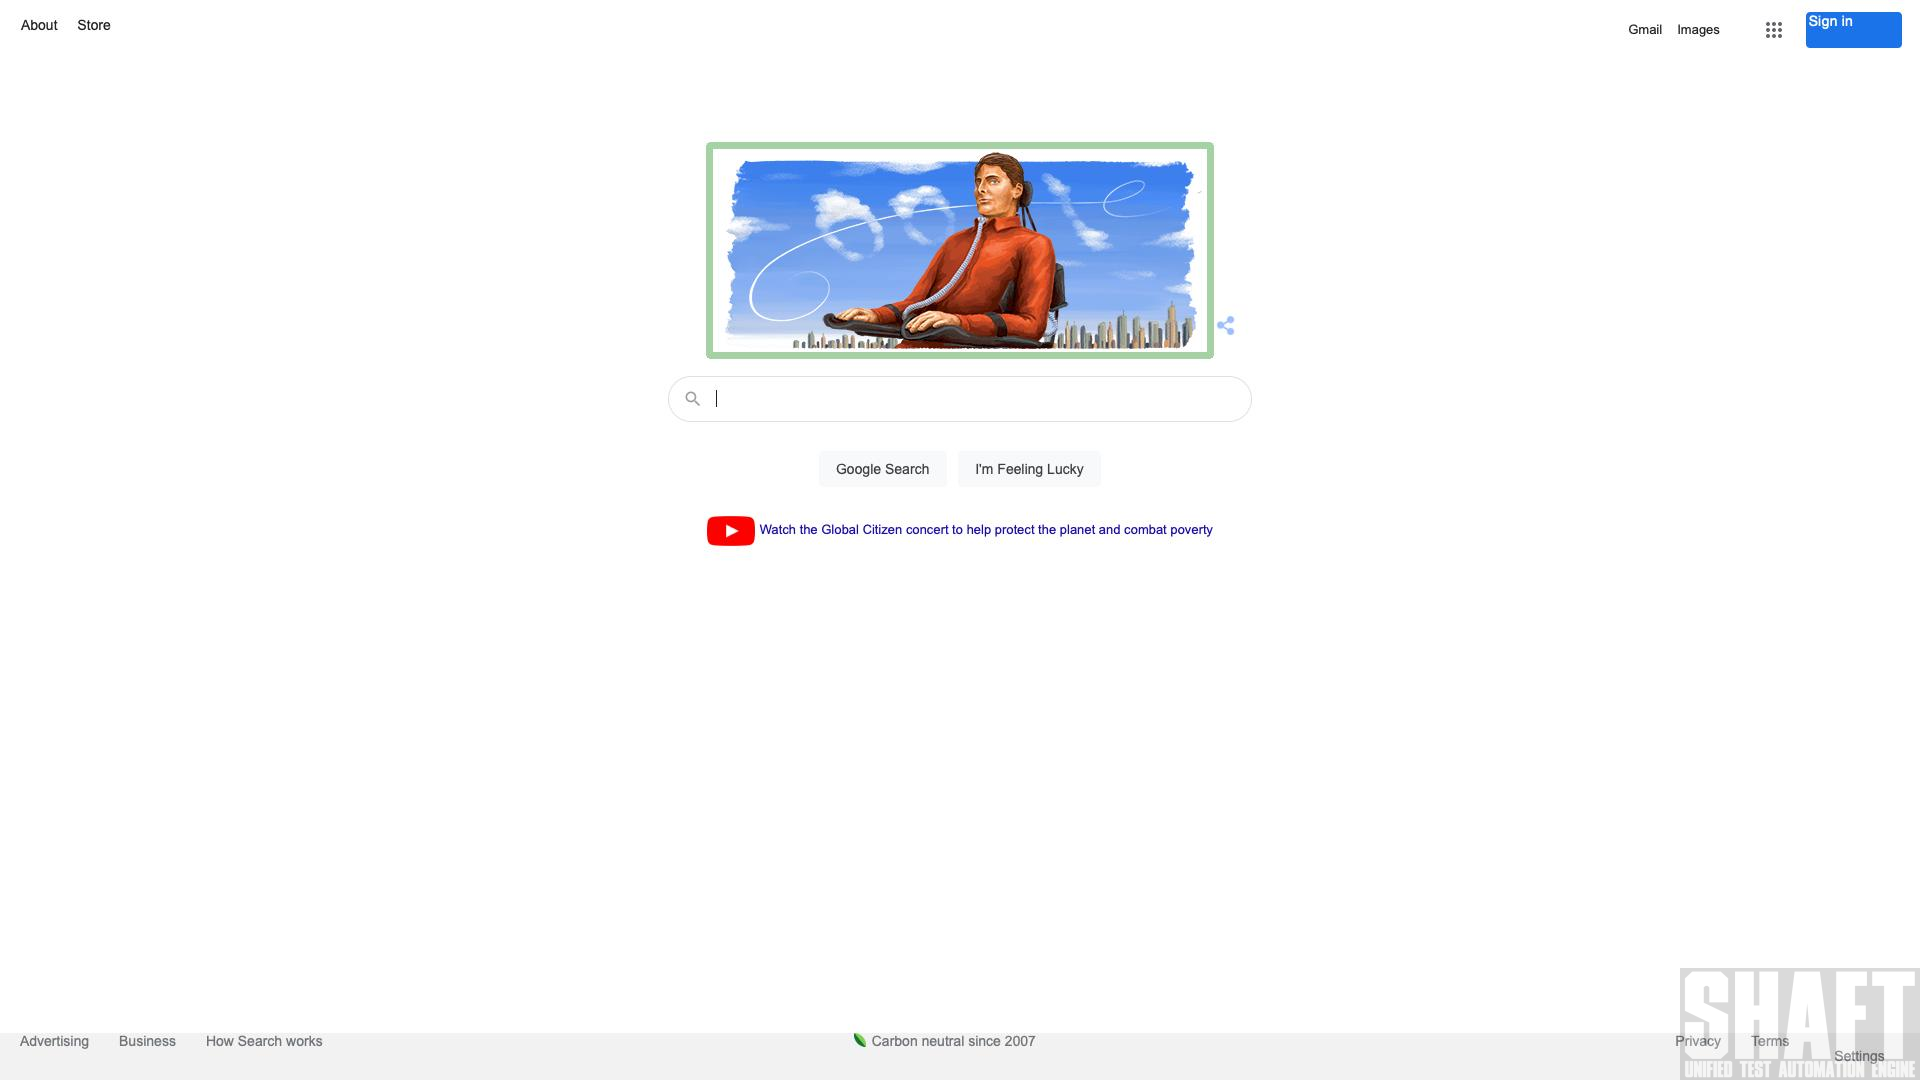 About Store
Gmail Images
Sign in
Google Search
I'm Feeling Lucky
Watch the Global Citizen concert to help protect the planet and combat poverty
Advertising Business How Search works
Carbon neutral since 2007
Privacy Terms
Settings
SHAFT
UNIFIED TEST AUTOMATION ENGINE